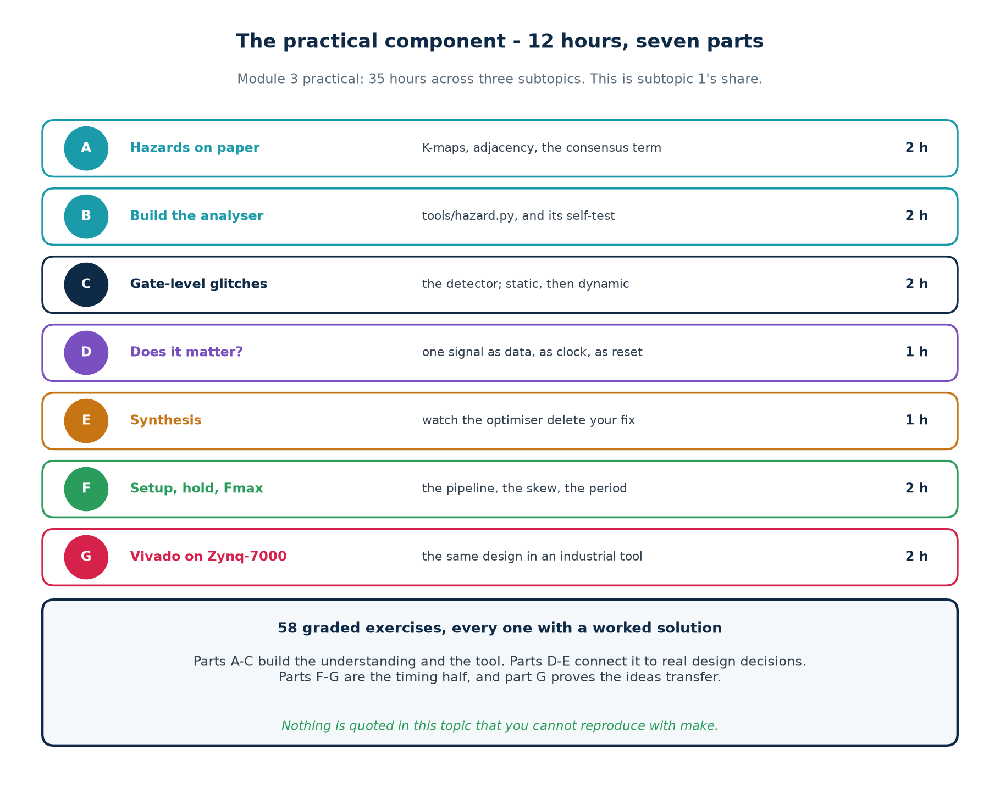 The practical component - 12 hours, seven parts
Module 3 practical: 35 hours across three subtopics. This is subtopic 1's share.
A Hazards on paper K-maps, adjacency, the consensus term 2 h
B Build the analyser tools/hazard.py, and its self-test 2 h
C Gate-level glitches the detector; static, then dynamic 2 h
D Does it matter? one signal as data, as clock, as reset 1 h
E Synthesis watch the optimiser delete your fix 1 h
F Setup, hold, Fmax the pipeline, the skew, the period 2 h
G Vivado on Zynq-7000 the same design in an industrial tool 2 h
58 graded exercises, every one with a worked solution
Parts A-C build the understanding and the tool. Parts D-E connect it to real design decisions.
Parts F-G are the timing half, and part G proves the ideas transfer.
Nothing is quoted in this topic that you cannot reproduce with make.